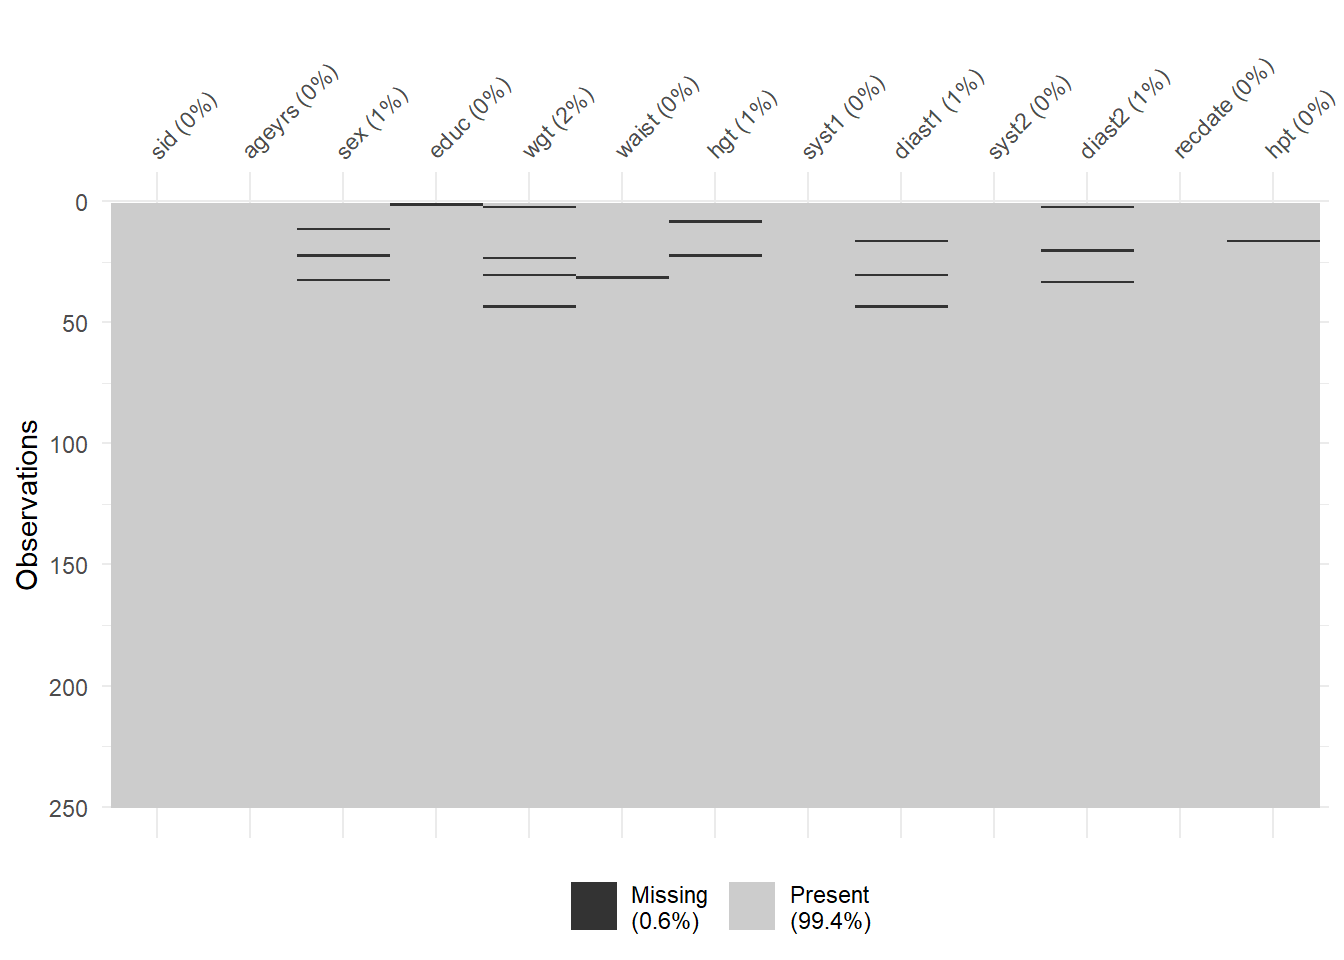 sid (0%)
ageyrs (0%)
sex (1%)
educ (0%)
wgt (2%)
waist (0%)
hgt (1%)
syst1 (0%)
diast1 (1%)
syst2 (0%)
diast2 (1%)
recdate (0%)
hpt (0%)
0
50
100
150
200
250
Observations
Missing
(0.6%)
Present
(99.4%)